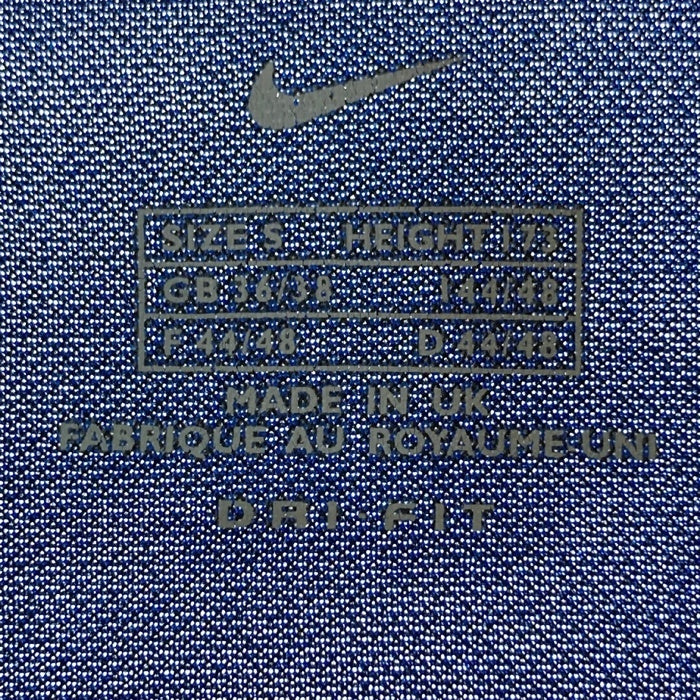 SIZE S HEIGHT 173
GB 36/38 I 44/48
F 44/48 D 44/48
MADE IN UK
FABRIQUE AU ROYAUME-UNI
DRI-FIT